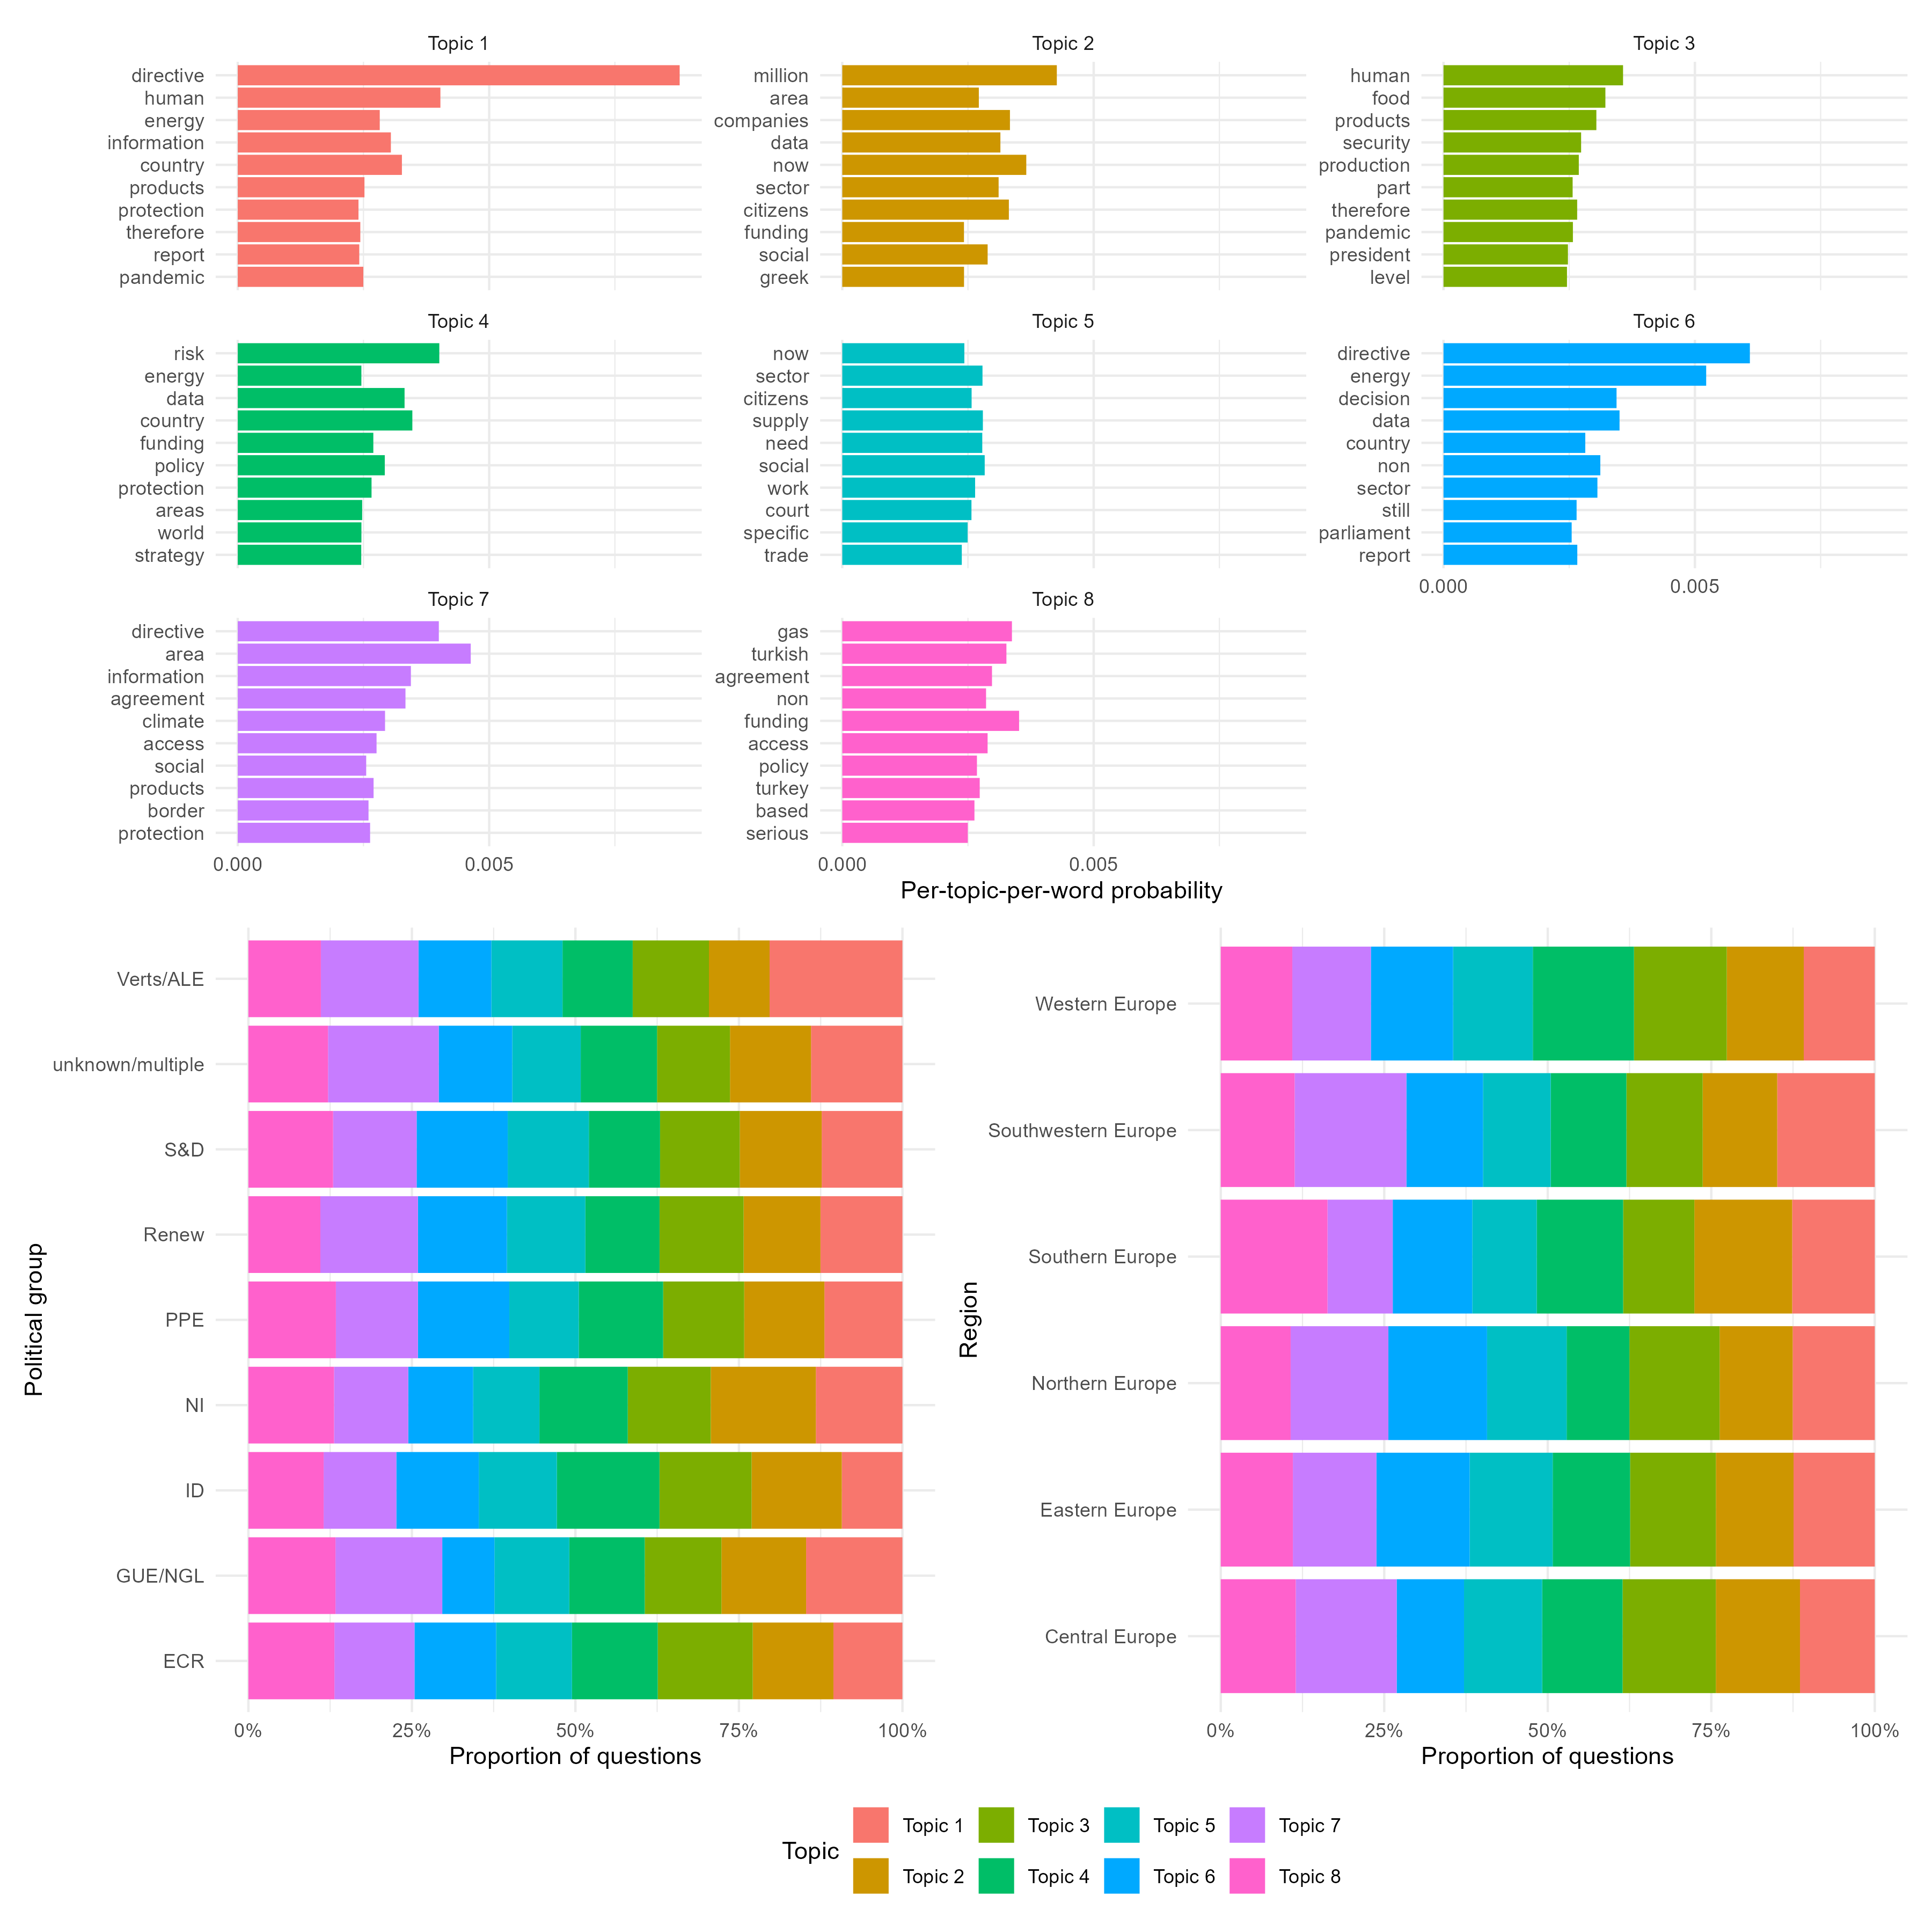 Topic 1
directive
human
energy
information
country
products
protection
therefore
report
pandemic
Topic 2
million
area
companies
data
now
sector
citizens
funding
social
greek
Topic 3
human
food
products
security
production
part
therefore
pandemic
president
level
Topic 4
risk
energy
data
country
funding
policy
protection
areas
world
strategy
Topic 5
now
sector
citizens
supply
need
social
work
court
specific
trade
Topic 6
directive
energy
decision
data
country
non
sector
still
parliament
report
0.000 0.005
Topic 7
directive
area
information
agreement
climate
access
social
products
border
protection
0.000 0.005
Topic 8
gas
turkish
agreement
non
funding
access
policy
turkey
based
serious
0.000 0.005
Per-topic-per-word probability
Political group
Verts/ALE
unknown/multiple
S&D
Renew
PPE
NI
ID
GUE/NGL
ECR
0% 25% 50% 75% 100%
Proportion of questions
Region
Western Europe
Southwestern Europe
Southern Europe
Northern Europe
Eastern Europe
Central Europe
0% 25% 50% 75% 100%
Proportion of questions
Topic
Topic 1 Topic 3 Topic 5 Topic 7
Topic 2 Topic 4 Topic 6 Topic 8